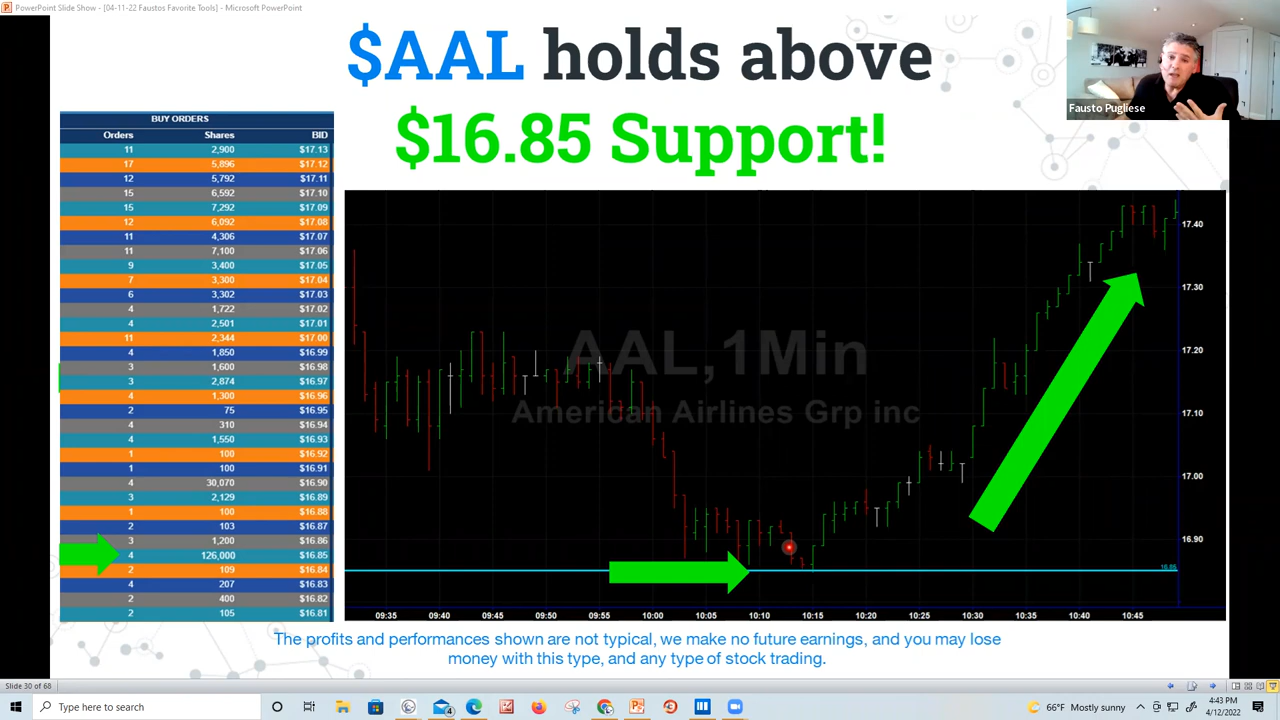 PowerPoint Slide Show - [04-11-22 Faustos Favorite Tools] - Microsoft PowerPoint
$AAL holds above
$16.85 Support!
Fausto Pugliese
BUY ORDERS
Orders Shares BID
11 2,900 $17.13
17 5,896 $17.12
12 5,792 $17.11
15 6,592 $17.10
15 7,292 $17.09
12 6,092 $17.08
11 4,306 $17.07
11 7,100 $17.06
9 3,400 $17.05
7 3,300 $17.04
6 3,302 $17.03
4 1,722 $17.02
4 2,501 $17.01
11 2,344 $17.00
4 1,850 $16.99
3 1,600 $16.98
3 2,874 $16.97
4 1,300 $16.96
2 75 $16.95
4 310 $16.94
4 1,550 $16.93
1 100 $16.92
1 100 $16.91
4 30,070 $16.90
3 2,129 $16.89
1 100 $16.88
2 103 $16.87
3 1,200 $16.86
4 126,000 $16.85
2 109 $16.84
4 207 $16.83
2 400 $16.82
2 105 $16.81
AAL,1Min
American Airlines Grp inc
17.40
17.30
17.20
17.10
17.00
16.90
16.85
09:35 09:40 09:45 09:50 09:55 10:00 10:05 10:10 10:15 10:20 10:25 10:30 10:35 10:40 10:45
The profits and performances shown are not typical, we make no future earnings, and you may lose
money with this type, and any type of stock trading.
Slide 30 of 68
Type here to search
4
66°F Mostly sunny
4:43 PM
4/12/2022